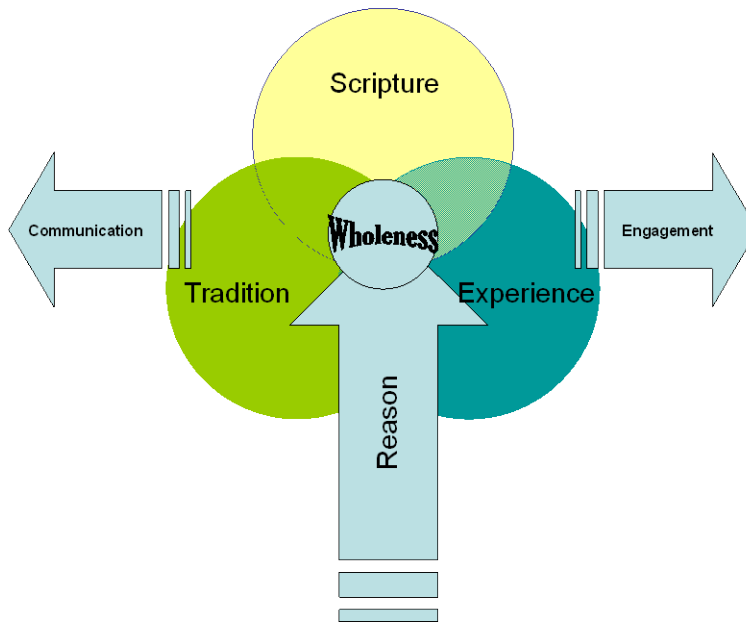 Scripture
Communication
Wholeness
Engagement
Tradition
Experience
Reason